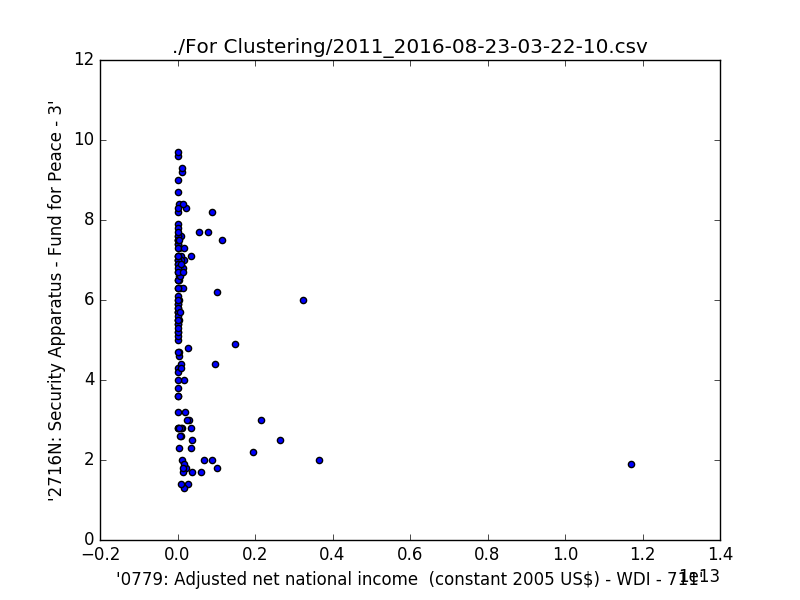 ./For Clustering/2011_2016-08-23-03-22-10.csv
12
10
8
6
4
2
0
'2716N: Security Apparatus - Fund for Peace - 3'
−0.2 0.0 0.2 0.4 0.6 0.8 1.0 1.2 1.4
1e13
'0779: Adjusted net national income  (constant 2005 US$) - WDI - 711'